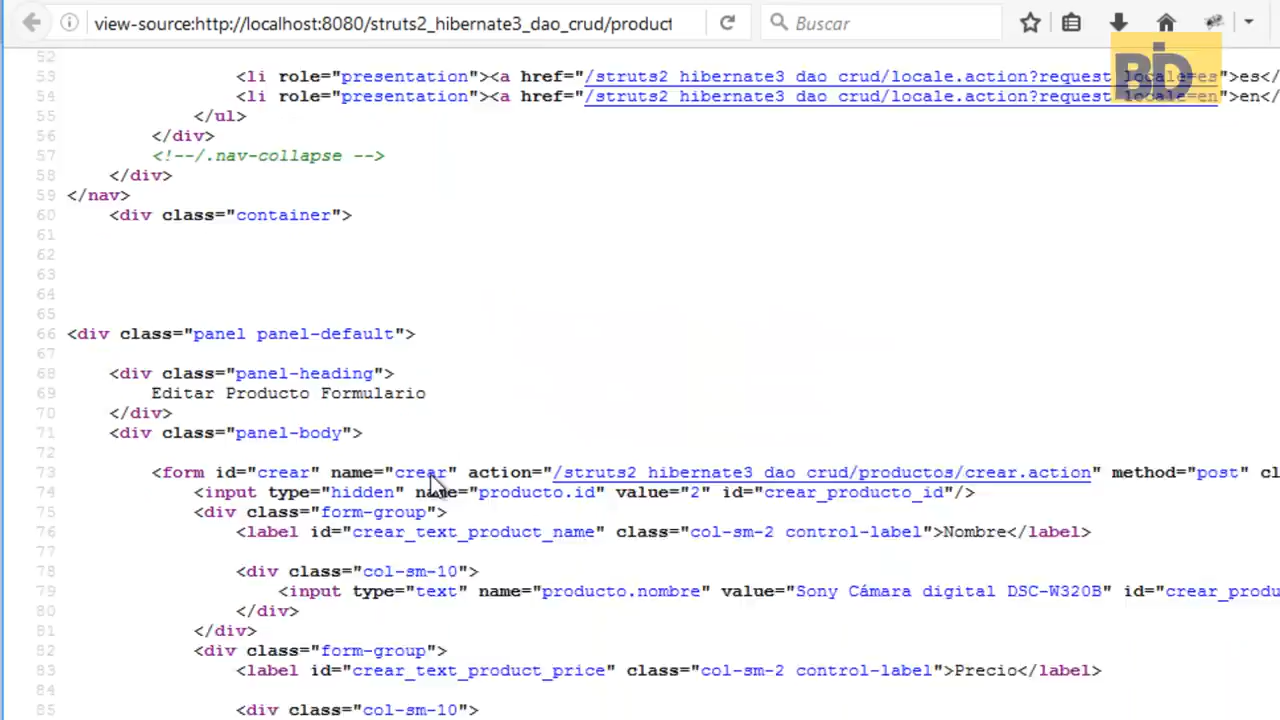 view-source:http://localhost:8080/struts2_hibernate3_dao_crud/product
Buscar
BD
52
53 <li role="presentation"><a href="/struts2_hibernate3_dao_crud/locale.action?request_locale=es">es</
54 <li role="presentation"><a href="/struts2_hibernate3_dao_crud/locale.action?request_locale=en">en</
55 </ul>
56 </div>
57 <!--/.nav-collapse -->
58 </div>
59 </nav>
60 <div class="container">
61
62
63
64
65
66 <div class="panel panel-default">
67
68 <div class="panel-heading">
69 Editar Producto Formulario
70 </div>
71 <div class="panel-body">
72
73 <form id="crear" name="crear" action="/struts2_hibernate3_dao_crud/productos/crear.action" method="post" cl
74 <input type="hidden" name="producto.id" value="2" id="crear_producto_id"/>
75 <div class="form-group">
76 <label id="crear_text_product_name" class="col-sm-2 control-label">Nombre</label>
77
78 <div class="col-sm-10">
79 <input type="text" name="producto.nombre" value="Sony Cámara digital DSC-W320B" id="crear_produ
80 </div>
81 </div>
82 <div class="form-group">
83 <label id="crear_text_product_price" class="col-sm-2 control-label">Precio</label>
84
85 <div class="col-sm-10">